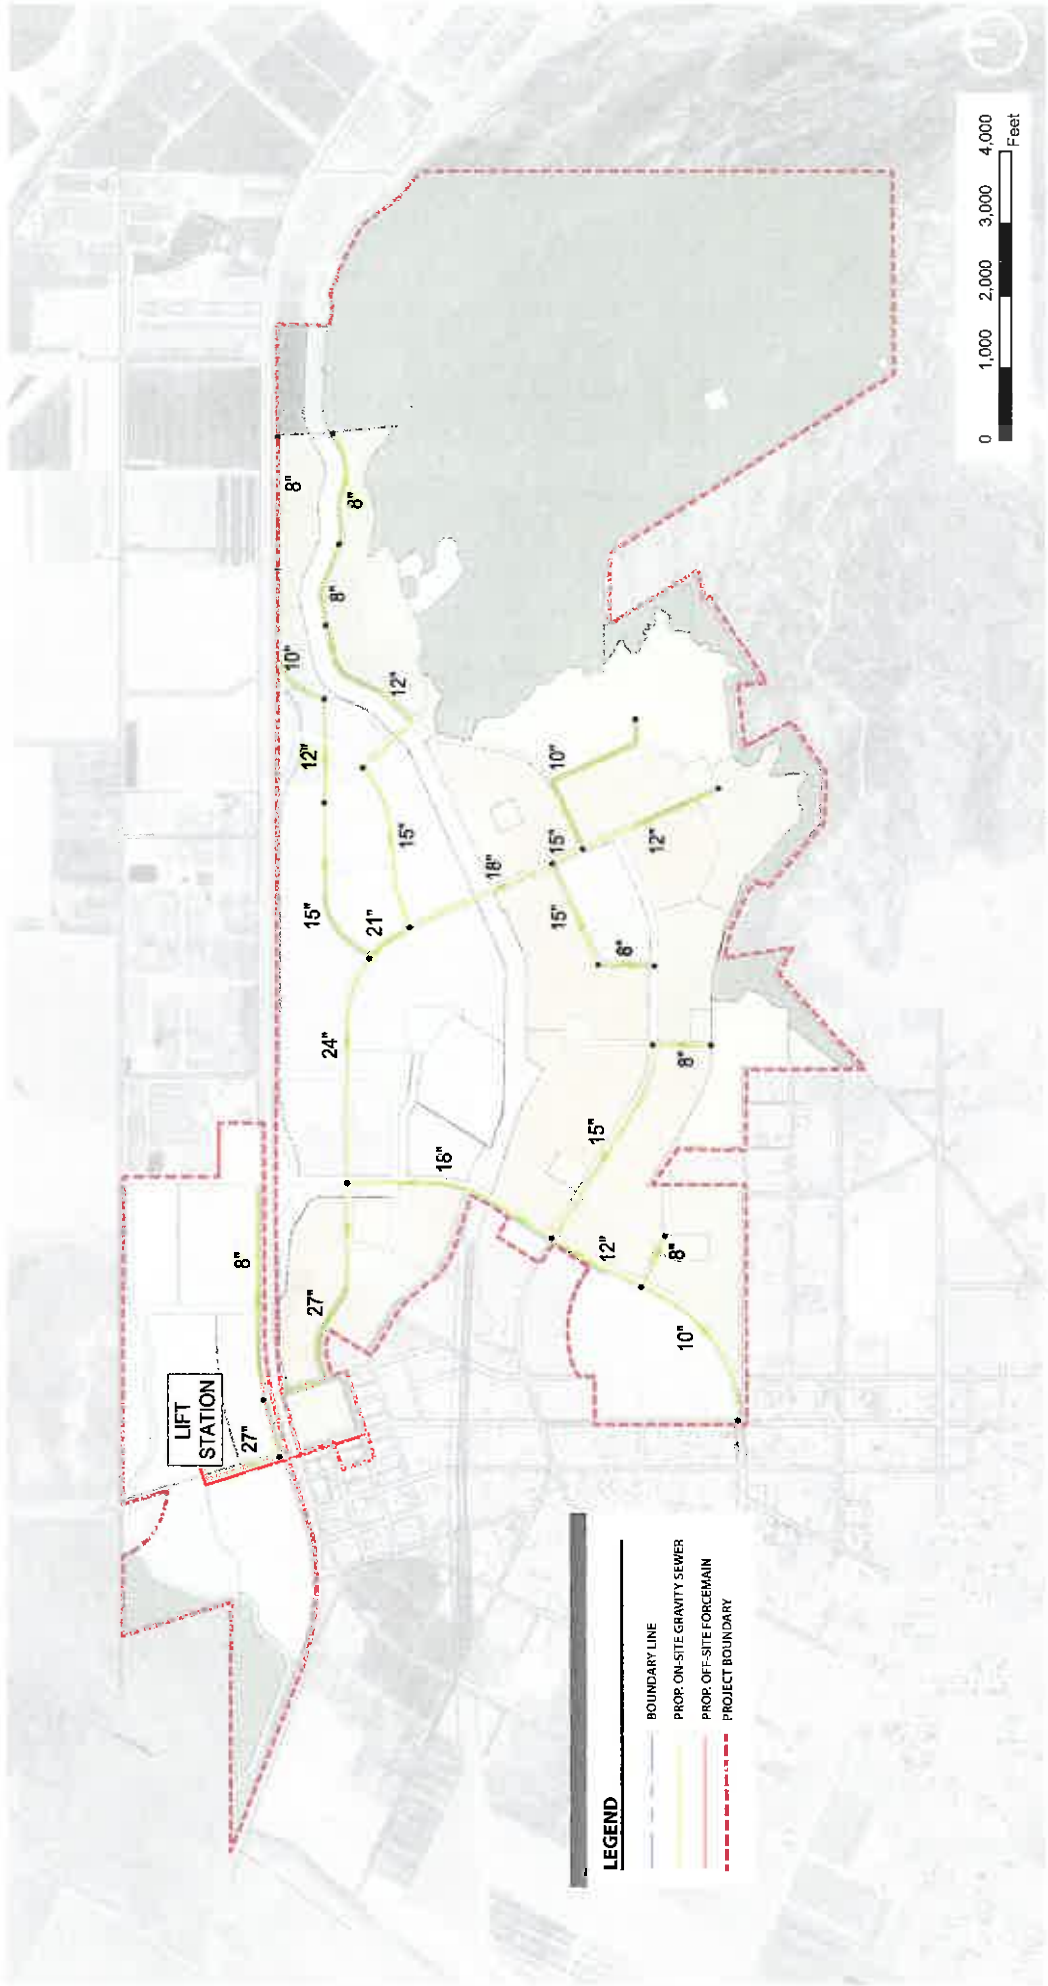 LIFT
STATION
27"
8"
27"
24"
18"
15"
21"
12"
10"
8"
8"
8"
12"
15"
18"
15"
10"
15"
8"
12"
15"
8"
12"
8"
10"
0 1,000 2,000 3,000 4,000
Feet
LEGEND
BOUNDARY LINE
PROP. ON-SITE GRAVITY SEWER
PROP. OFF-SITE FORCEMAIN
PROJECT BOUNDARY